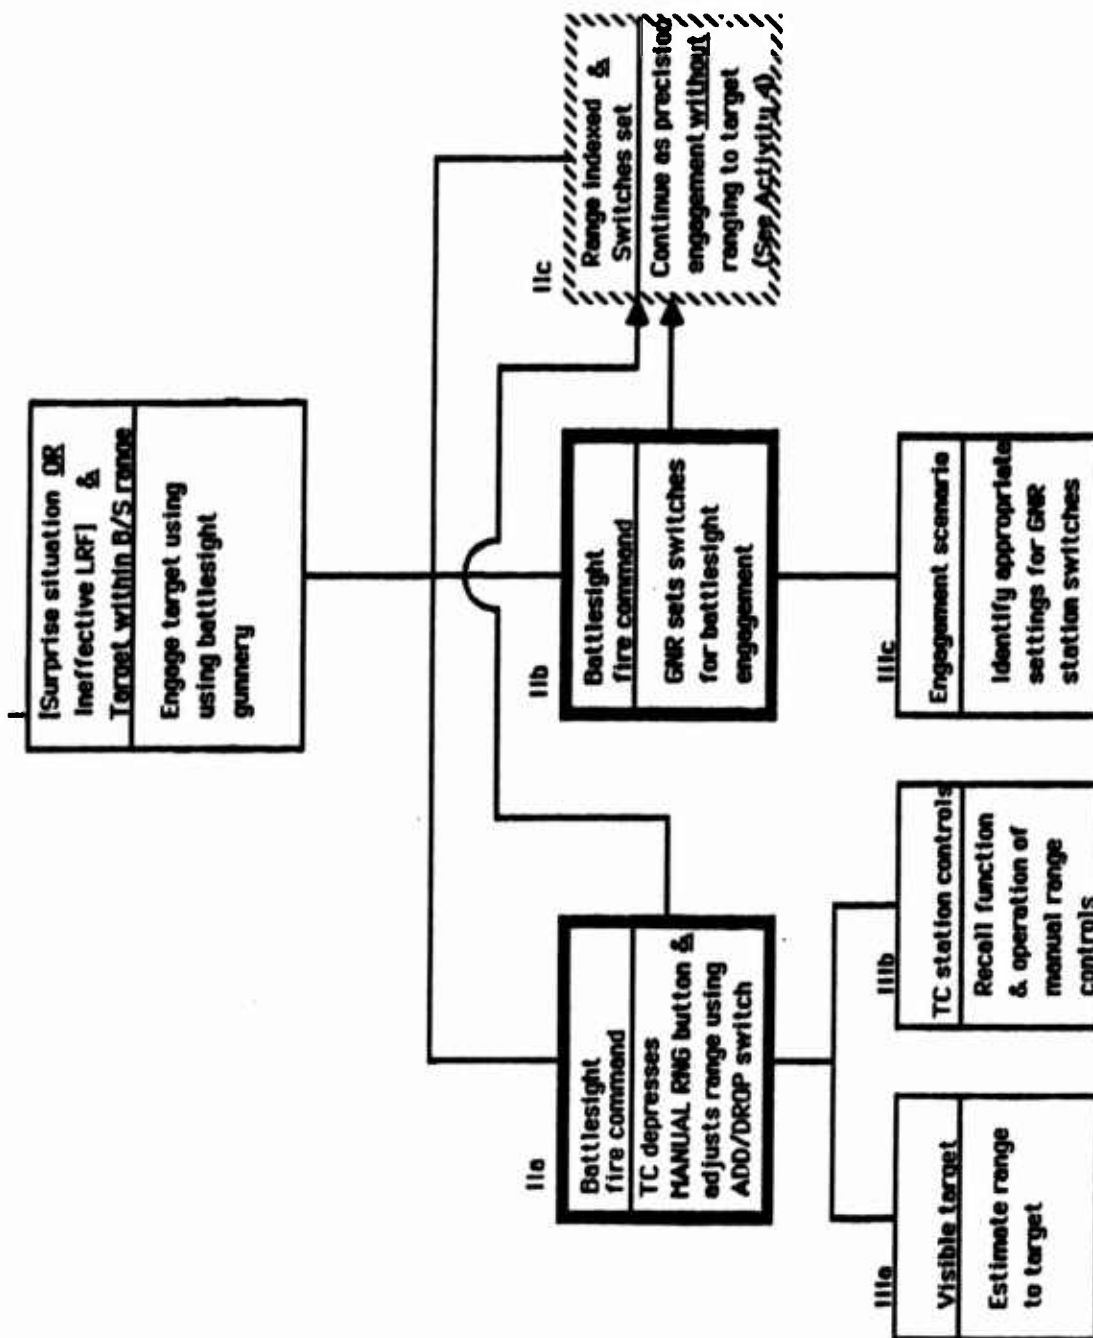 I
[Surprise situation OR
Ineffective LRF] &
Target within B/S range
Engage target using
using battlesight
gunnery
IIa
Battlesight
fire command
TC depresses
MANUAL RNG button &
adjusts range using
ADD/DROP switch
IIb
Battlesight
fire command
GNR sets switches
for battlesight
engagement
IIc
Range indexed &
Switches set
Continue as precision
engagement without
ranging to target
(See Activity 4)
IIIa
Visible target
Estimate range
to target
IIIb
TC station controls
Recall function
& operation of
manual range
controls
IIIc
Engagement scenario
Identify appropriate
settings for GNR
station switches